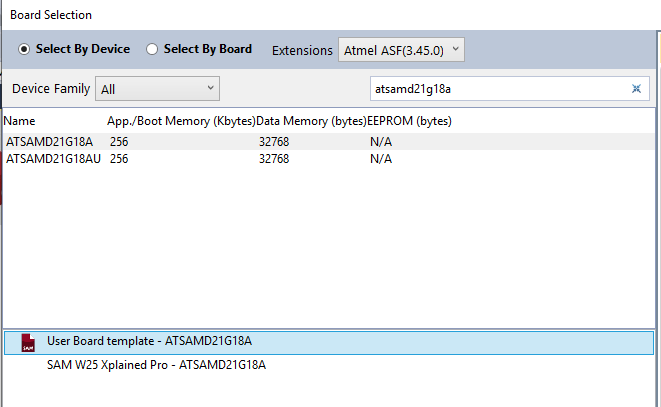 Board Selection
Select By Device Select By Board Extensions Atmel ASF(3.45.0)
Device Family All atsamd21g18a
Name App./Boot Memory (Kbytes) Data Memory (bytes) EEPROM (bytes)
ATSAMD21G18A 256 32768 N/A
ATSAMD21G18AU 256 32768 N/A
SAM User Board template - ATSAMD21G18A
SAM W25 Xplained Pro - ATSAMD21G18A